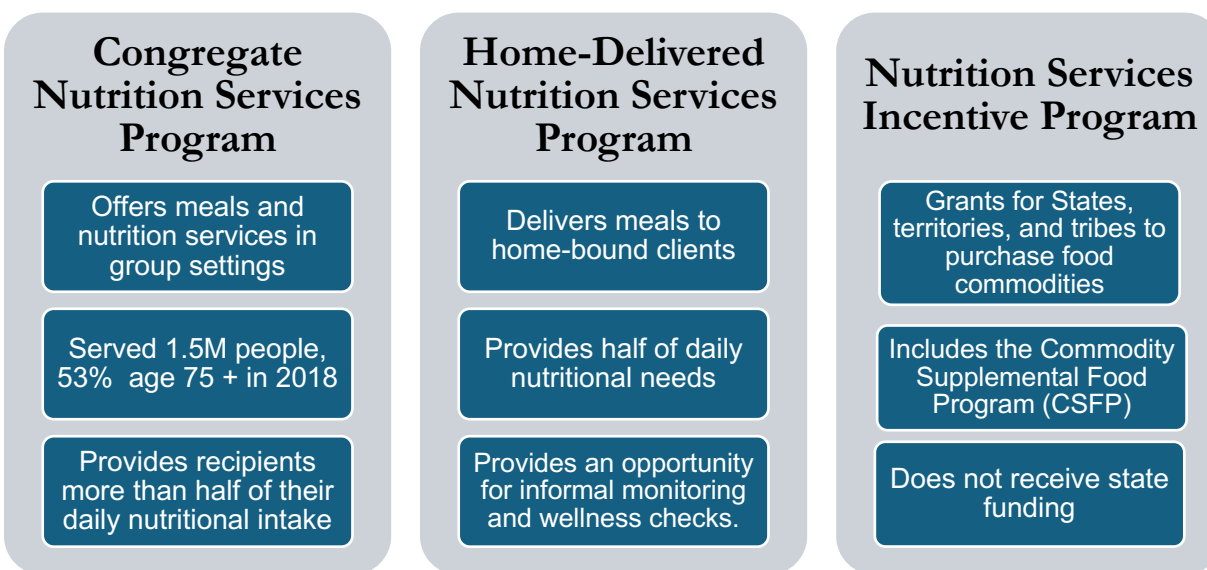 Congregate
Nutrition Services
Program
Offers meals and
nutrition services in
group settings
Served 1.5M people,
53%  age 75 + in 2018
Provides recipients
more than half of their
daily nutritional intake
Home-Delivered
Nutrition Services
Program
Delivers meals to
home-bound clients
Provides half of daily
nutritional needs
Provides an opportunity
for informal monitoring
and wellness checks.
Nutrition Services
Incentive Program
Grants for States,
territories, and tribes to
purchase food
commodities
Includes the Commodity
Supplemental Food
Program (CSFP)
Does not receive state
funding